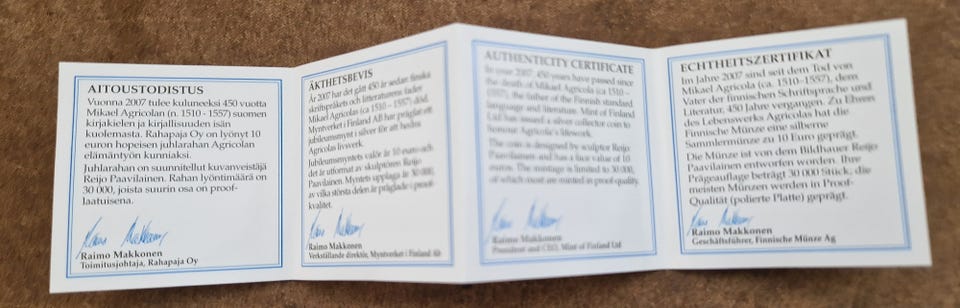 AITOUSTODISTUS
Vuonna 2007 tulee kuluneeksi 450 vuotta
Mikael Agricolan (n. 1510 - 1557) suomen
kirjakielen ja kirjallisuuden isän
kuolemasta. Rahapaja Oy on lyönyt 10
euron hopeisen juhlarahan Agricolan
elämäntyön kunniaksi.
Juhlarahan on suunnitellut kuvanveistäjä
Reijo Paavilainen. Rahan lyöntimäärä on
30 000, joista suurin osa on proof-
laatuisena.
Raimo Makkonen
Toimitusjohtaja, Rahapaja Oy
ÄKTHETSBEVIS
År 2007 har det gått 450 år sedan finska
skriftspråkets och litteraturens fader
Mikael Agricolas (ca 1510 - 1557) död.
Myntverket i Finland AB har präglat ett
jubileumsmynt i silver för att hedra
Agricolas livsverk.
Jubileumsmyntets valör är 10 euro och
det är utformat av skulptören Reijo
Paavilainen. Myntets upplaga är 30 000,
av vilka största delen är präglade i proof-
kvalitet.
Raimo Makkonen
Verkställande direktör, Myntverket i Finland Ab
AUTHENTICITY CERTIFICATE
In year 2007, 450 years have passed since
the death of Mikael Agricola (ca 1510 –
1557), the father of the Finnish standard
language and literature. Mint of Finland
Ltd has issued a silver collector coin to
honour Agricola's lifework.
The coin is designed by sculptor Reijo
Paavilainen and has a face value of 10
euros. The mintage is limited to 30 000,
of which most are minted in proof quality.
Raimo Makkonen
President and CEO, Mint of Finland Ltd
ECHTHEITSZERTIFIKAT
Im Jahre 2007 sind seit dem Tod von
Mikael Agricola (ca. 1510 -1557), dem
Vater der finnischen Schriftsprache und
Literatur, 450 Jahre vergangen. Zu Ehren
des Lebenswerks Agricolas hat die
Finnische Münze eine silberne
Sammlermünze zu 10 Euro geprägt.
Die Münze ist von dem Bildhauer Reijo
Paavilainen entworfen worden. Ihre
Prägeauflage beträgt 30 000 Stück, die
meisten Münzen werden in Proof-
Qualität (polierte Platte) geprägt.
Raimo Makkonen
Geschäftsführer, Finnische Münze Ag